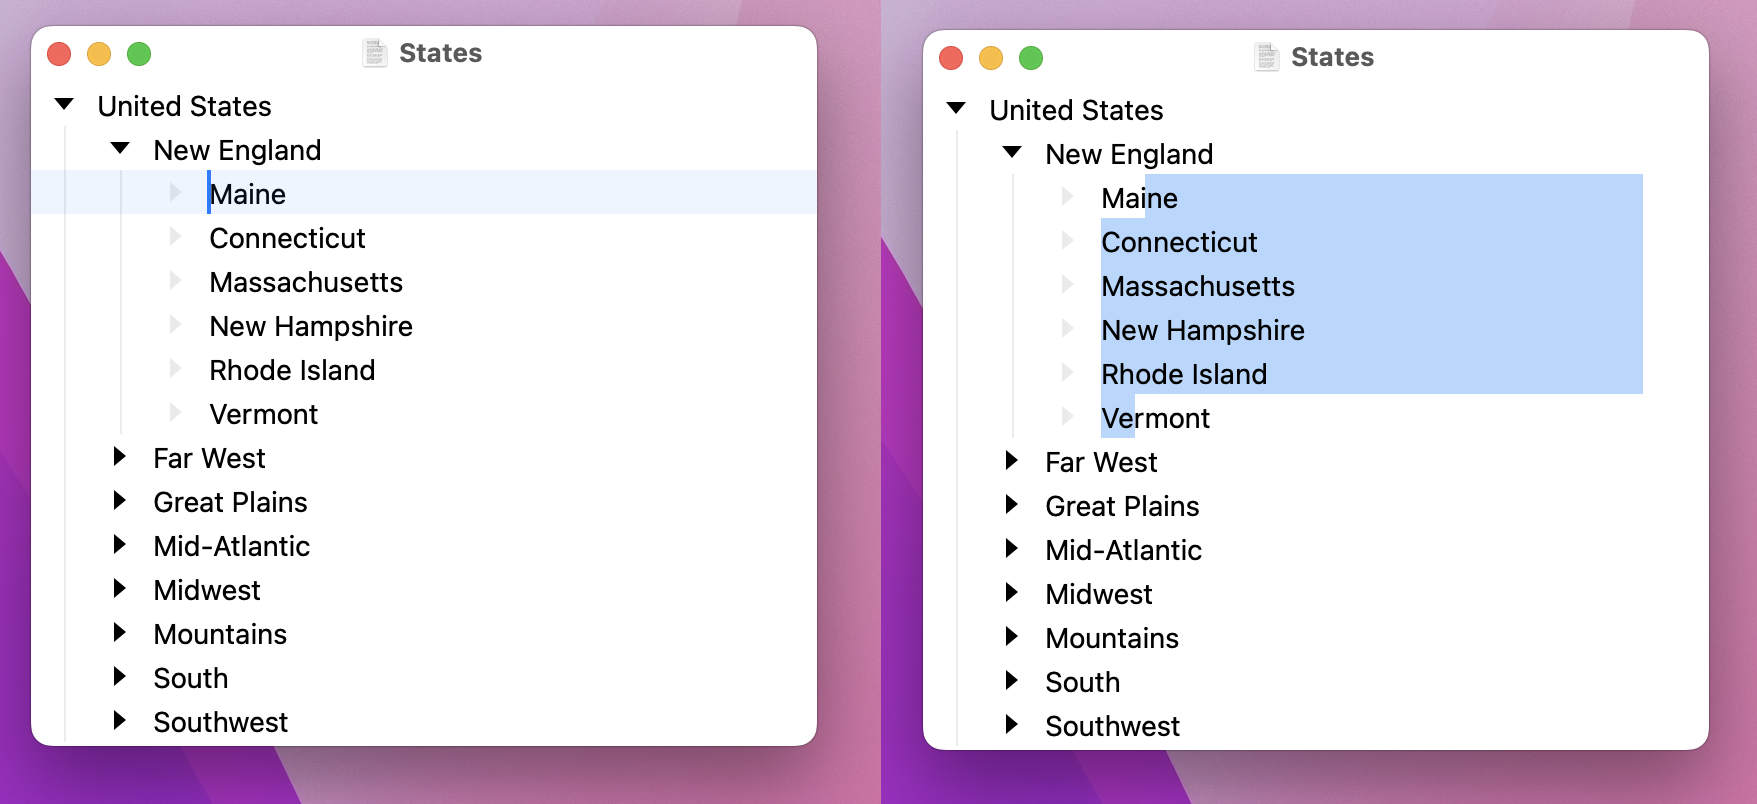 States
United States
New England
Maine
Connecticut
Massachusetts
New Hampshire
Rhode Island
Vermont
Far West
Great Plains
Mid-Atlantic
Midwest
Mountains
South
Southwest
States
United States
New England
Maine
Connecticut
Massachusetts
New Hampshire
Rhode Island
Vermont
Far West
Great Plains
Mid-Atlantic
Midwest
Mountains
South
Southwest